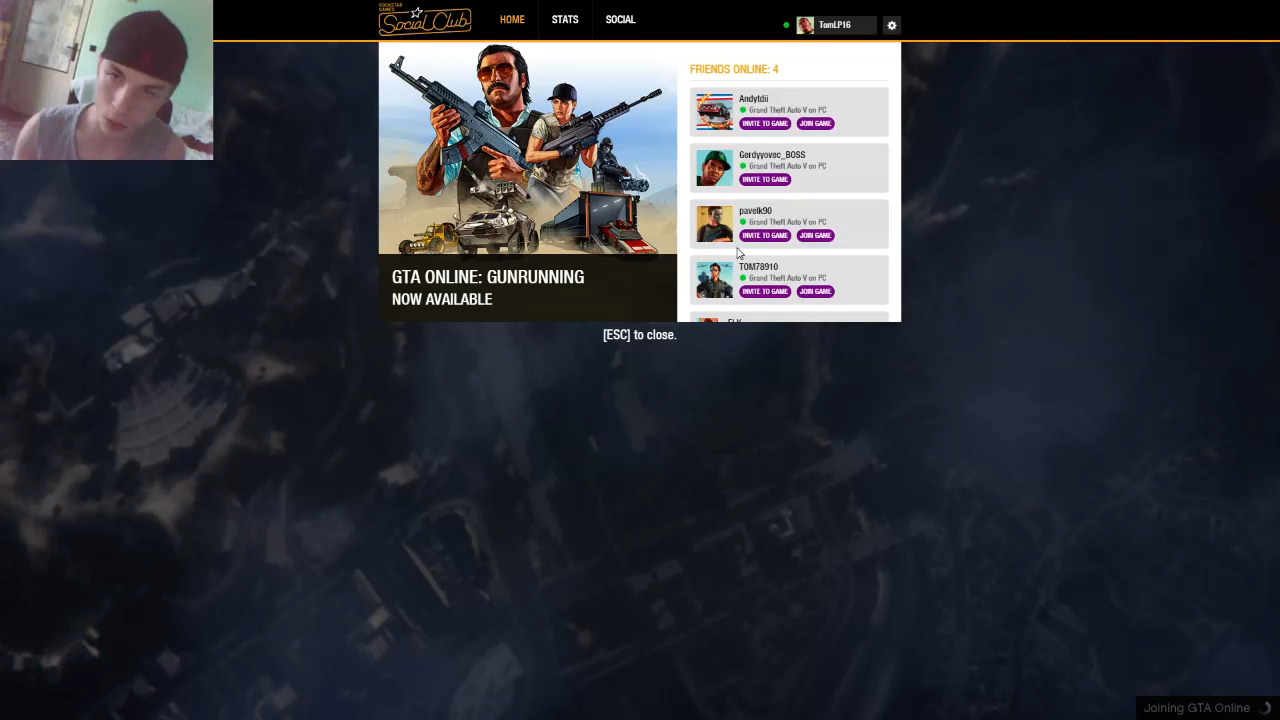 ROCKSTAR
GAMES
Social Club
HOME
STATS
SOCIAL
TomLP16
FRIENDS ONLINE: 4
Andytdii
Grand Theft Auto V on PC
INVITE TO GAME
JOIN GAME
Gerdyyovec_BOSS
Grand Theft Auto V on PC
INVITE TO GAME
pavelk90
Grand Theft Auto V on PC
INVITE TO GAME
JOIN GAME
TOM78910
Grand Theft Auto V on PC
INVITE TO GAME
JOIN GAME
GTA ONLINE: GUNRUNNING
NOW AVAILABLE
[ESC] to close.
Joining GTA Online